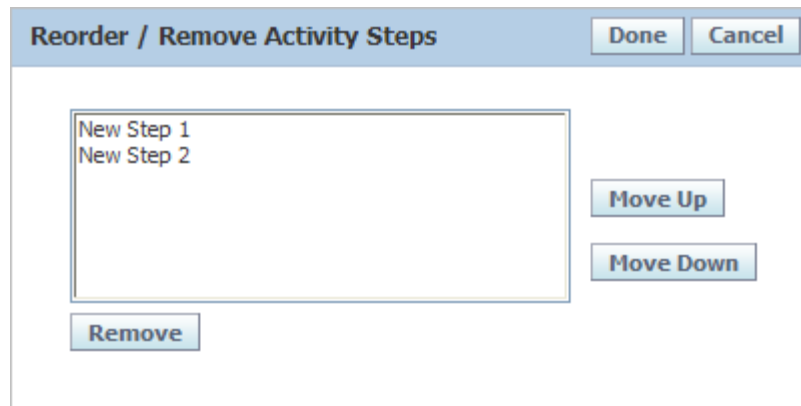 Reorder / Remove Activity Steps
Done
Cancel
New Step 1
New Step 2
Move Up
Move Down
Remove